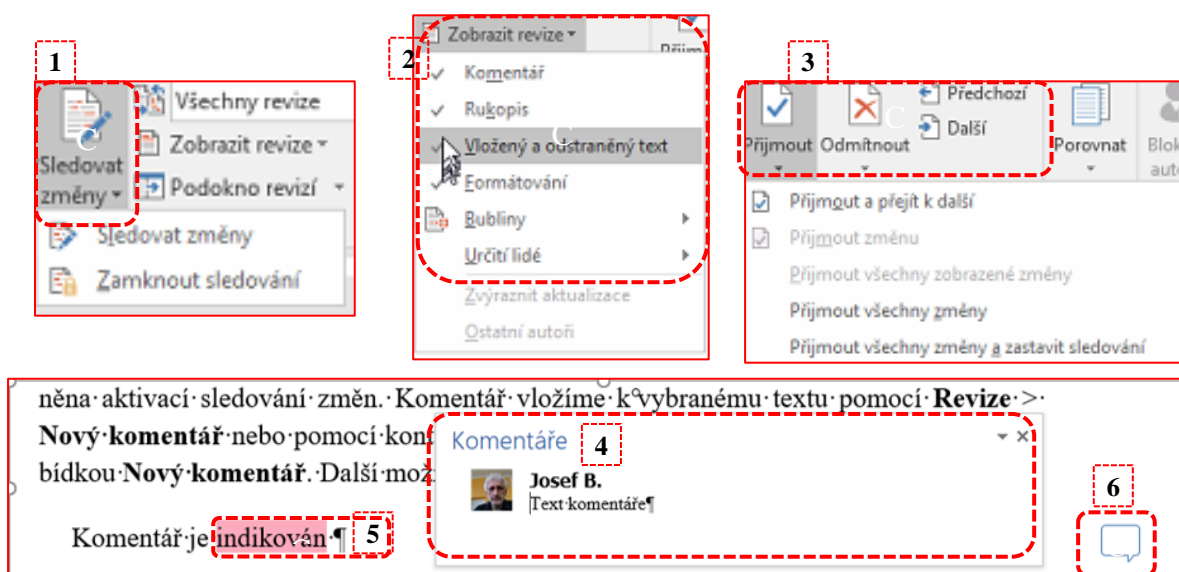 1
Sledovat
změny
Všechny revize
Zobrazit revize
Podokno revizí
Sledovat změny
Zamknout sledování
2
Zobrazit revize
Komentář
Rukopis
Vložený a odstraněný text
Formátování
Bubliny
Určití lidé
Zvýraznit aktualizace
Ostatní autoři
3
Přijmout
Odmítnout
Předchozí
Další
Porovnat
Přijmout a přejít k další
Přijmout změnu
Přijmout všechny zobrazené změny
Přijmout všechny změny
Přijmout všechny změny a zastavit sledování
něna·aktivací·sledování·změn.·Komentář·vložíme·k°vybranému·textu·pomocí·Revize·>·
Nový·komentář·nebo·pomocí·
bídkou·Nový·komentář.·Další·
Komentáře
4
Josef B.
Text·komentáře¶
6
Komentář·je·indikován·¶
5